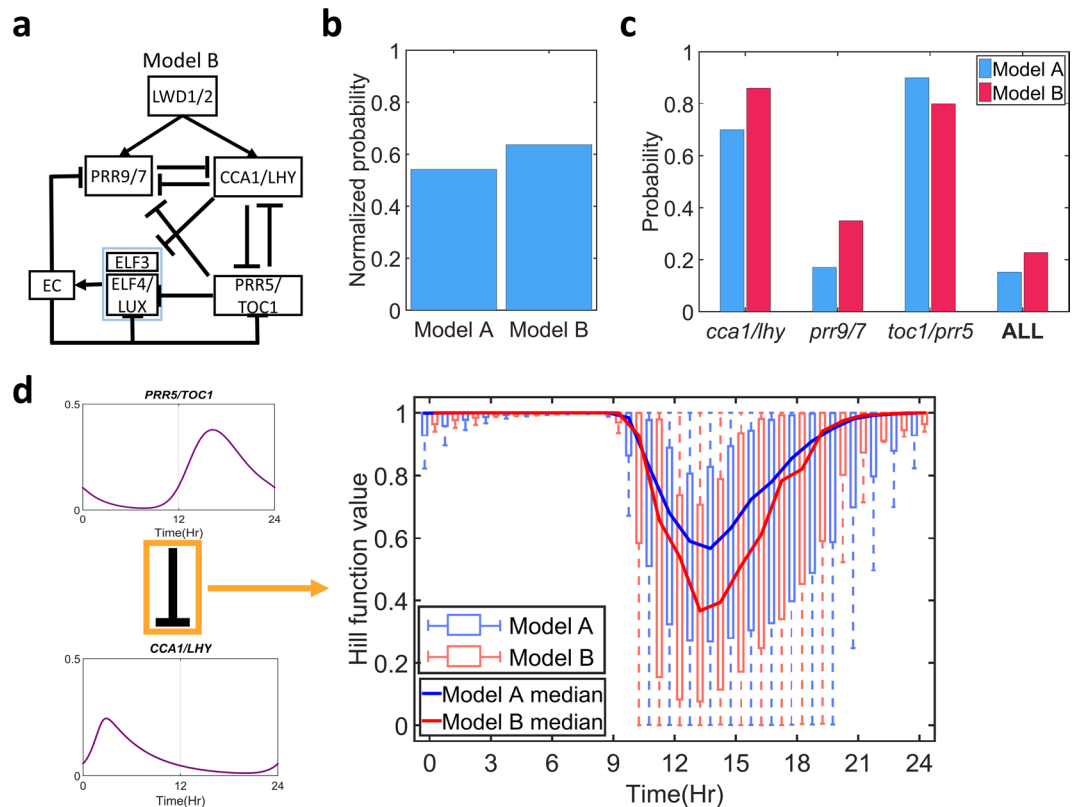 a
Model B
LWD1/2
PRR9/7
CCA1/LHY
ELF3
EC
ELF4/
LUX
PRR5/
TOC1
b
Normalized probability
1
0.8
0.6
0.4
0.2
0
Model A
Model B
c
Probability
1
0.8
0.6
0.4
0.2
0
Model A
Model B
cca1/lhy
prr9/7
toc1/prr5
ALL
d
PRR5/TOC1
0.5
0
0
12
24
Time(Hr)
CCA1/LHY
0.5
0
0
12
24
Time(Hr)
Hill function value
1
0.8
0.6
0.4
0.2
0
Model A
Model B
Model A median
Model B median
0
3
6
9
12
15
18
21
24
Time(Hr)